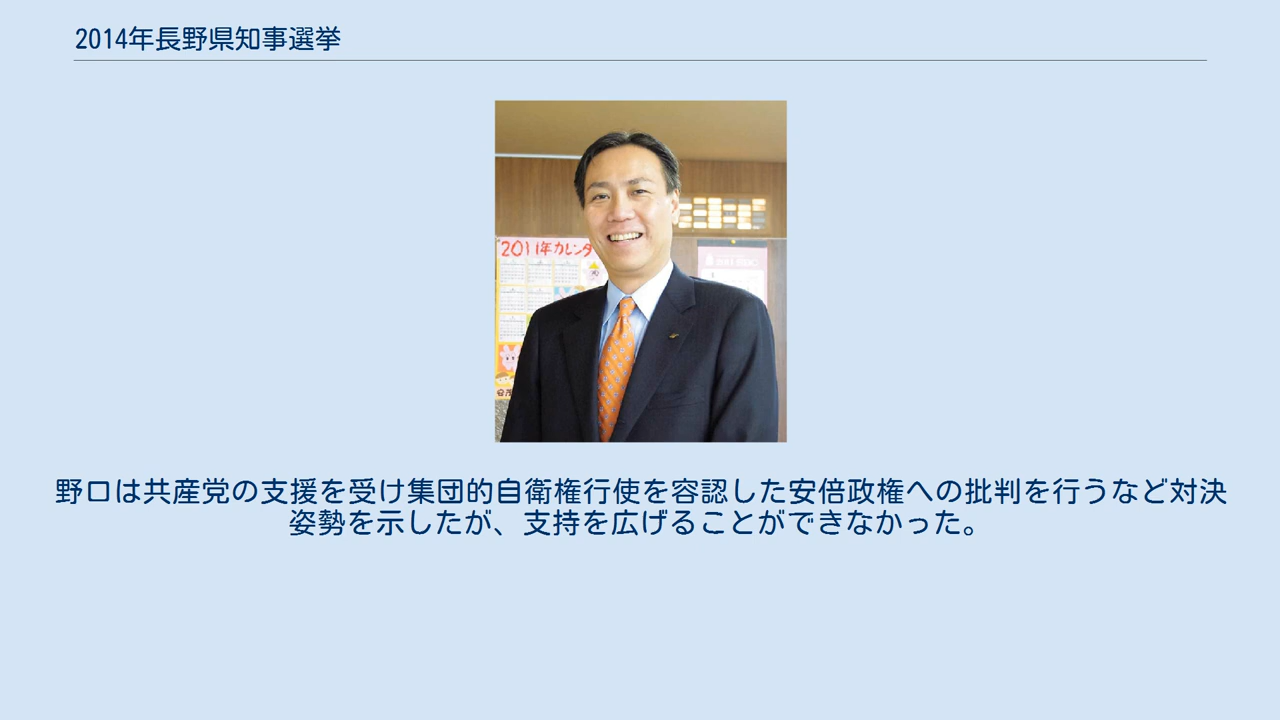 2014年長野県知事選挙
2011年カレンダ
野口は共産党の支援を受け集団的自衛権行使を容認した安倍政権への批判を行うなど対決
姿勢を示したが、支持を広げることができなかった。